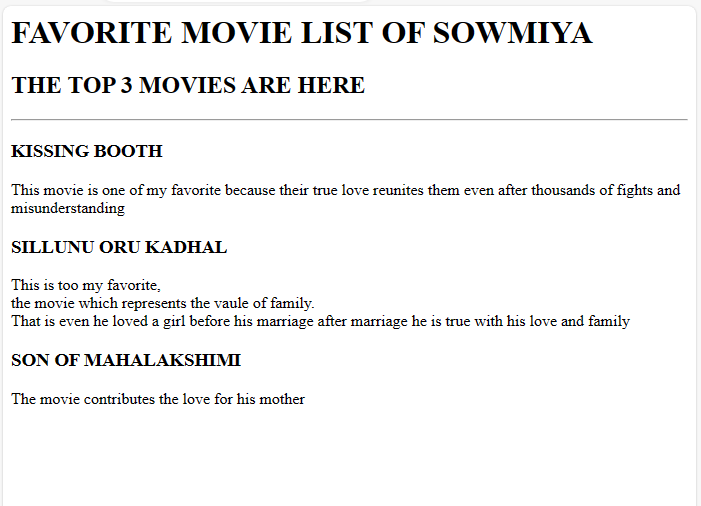 FAVORITE MOVIE LIST OF SOWMIYA
THE TOP 3 MOVIES ARE HERE
KISSING BOOTH
This movie is one of my favorite because their true love reunites them even after thousands of fights and
misunderstanding
SILLUNU ORU KADHAL
This is too my favorite,
the movie which represents the vaule of family.
That is even he loved a girl before his marriage after marriage he is true with his love and family
SON OF MAHALAKSHIMI
The movie contributes the love for his mother